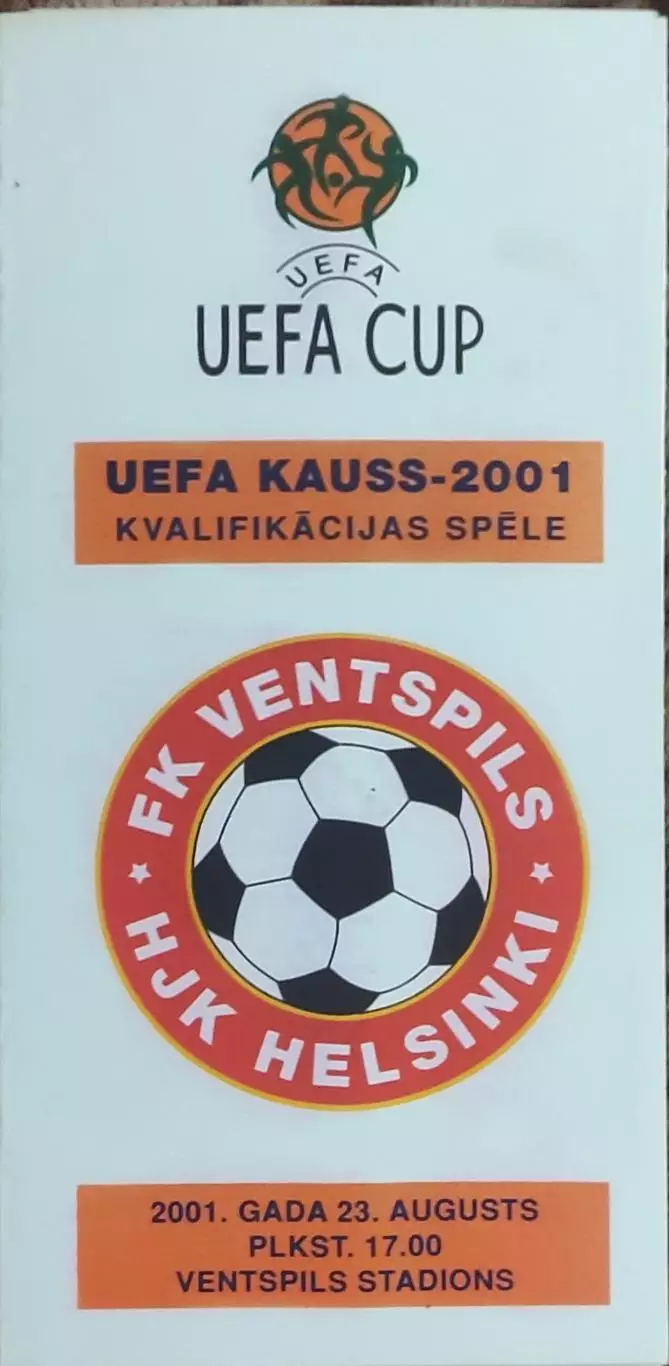 UEFA
UEFA CUP
UEFA KAUSS-2001
KVALIFIKĀCIJAS SPĒLE
FK VENTSPILS
HJK HELSINKI
2001. GADA 23. AUGUSTS
PLKST. 17.00
VENTSPILS STADIONS